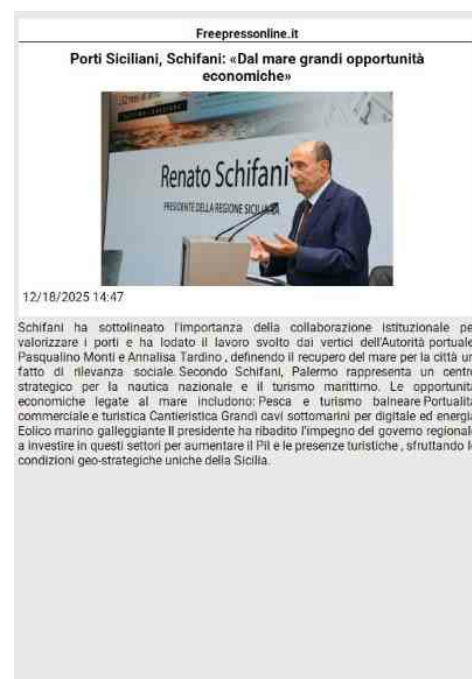 Freepressonline.it
Porti Siciliani, Schifani: «Dal mare grandi opportunità
economiche»
Renato Schifani
PRESIDENTE DELLA REGIONE SICILIANA
12/18/2025 14:47
Schifani ha sottolineato l'importanza della collaborazione istituzionale pe
valorizzare i porti e ha lodato il lavoro svolto dai vertici dell'Autorità portuale
Pasqualino Monti e Annalisa Tardino , definendo il recupero del mare per la città un
fatto di rilevanza sociale. Secondo Schifani, Palermo rappresenta un centro
strategico per la nautica nazionale e il turismo marittimo. Le opportunità
economiche legate al mare includono: Pesca e turismo balneare Portualità
commerciale e turistica Cantieristica Grandi cavi sottomarini per digitale ed energia
Eolico marino galleggiante Il presidente ha ribadito l'impegno del governo regionale
a investire in questi settori per aumentare il Pil e le presenze turistiche , sfruttando le
condizioni geo-strategiche uniche della Sicilia.